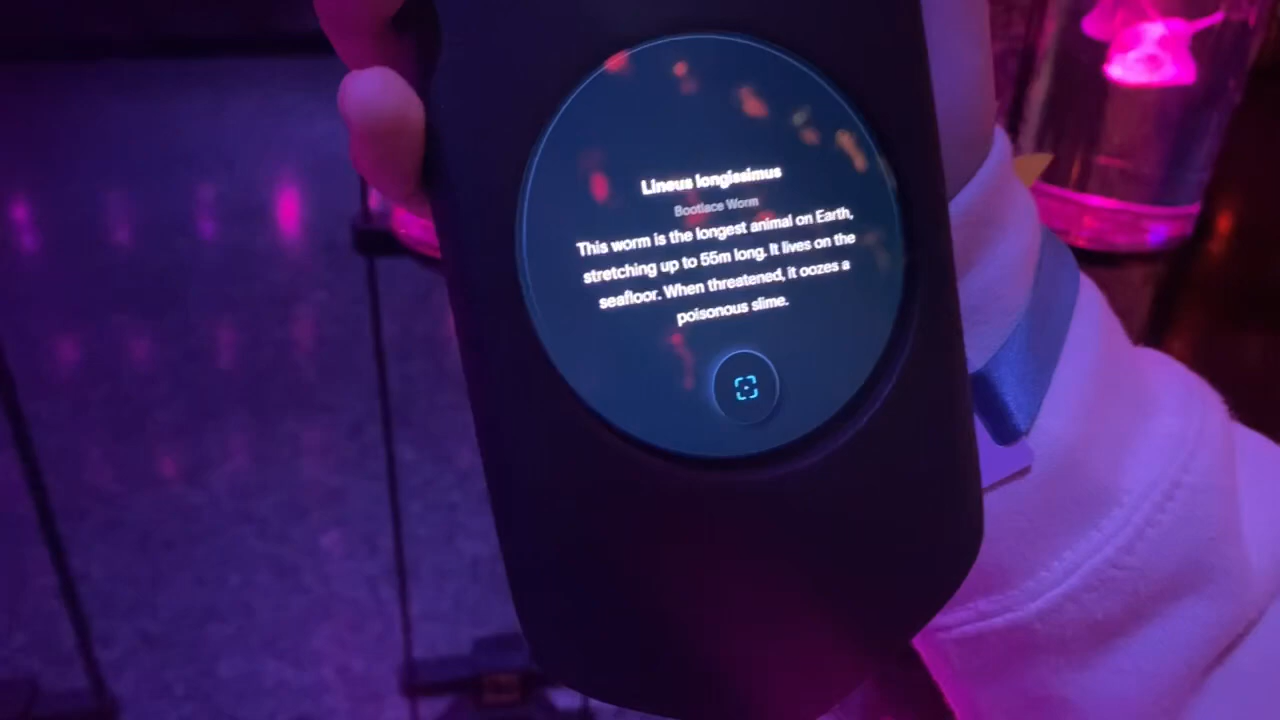 Lineus longissimus
Bootlace Worm
This worm is the longest animal on Earth,
stretching up to 55m long. It lives on the
seafloor. When threatened, it oozes a
poisonous slime.